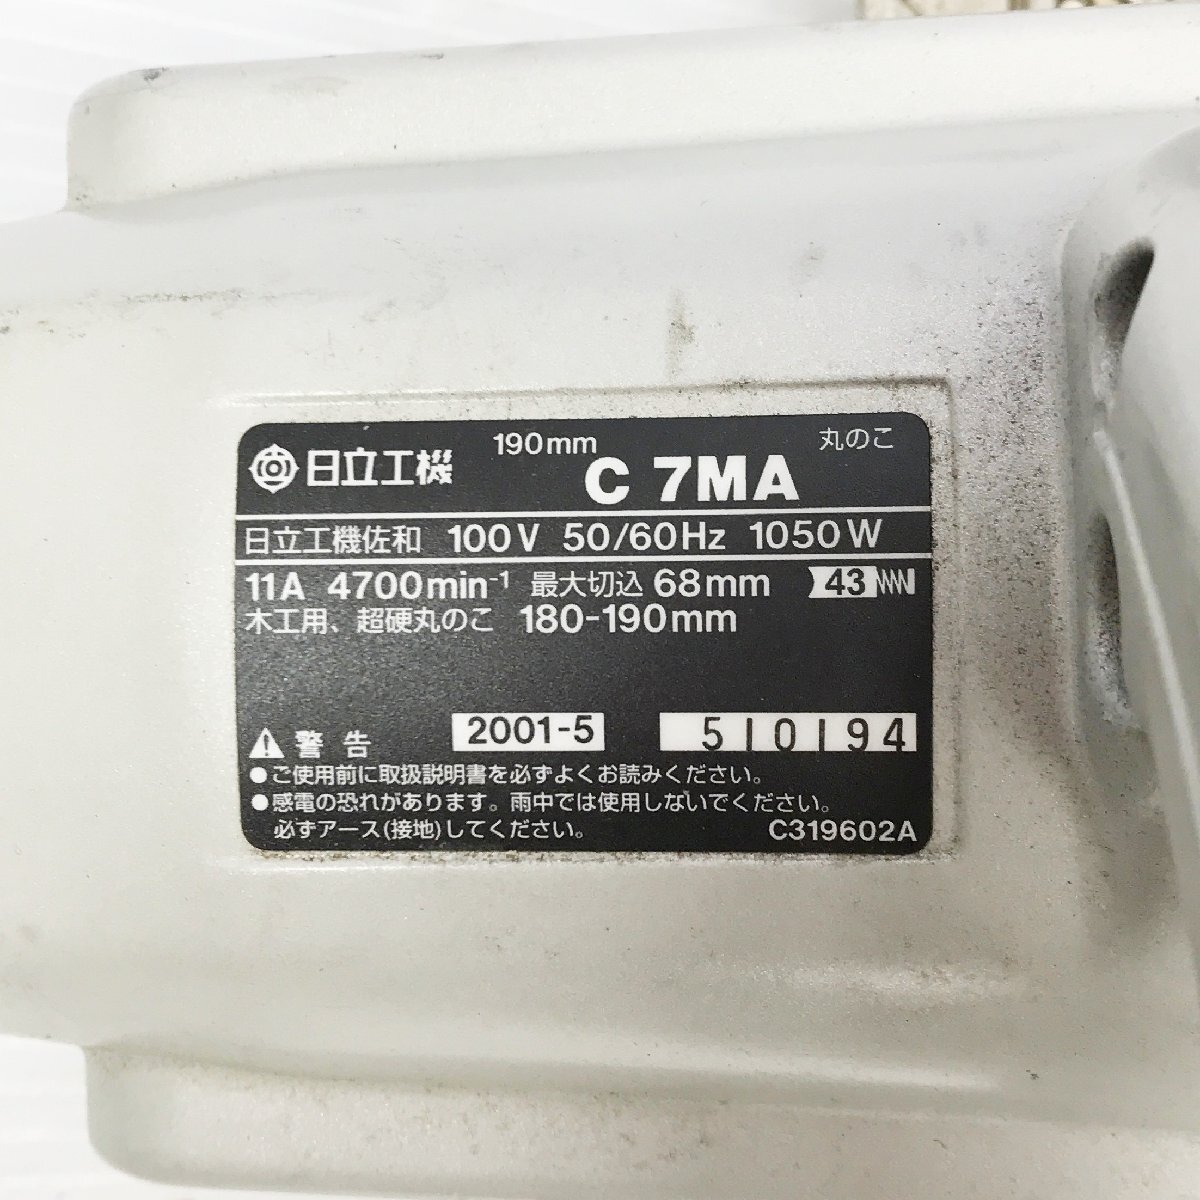 日立工機 190mm C 7MA 丸のこ
日立工機佐和 100V 50/60Hz 1050W
11A 4700min⁻¹ 最大切込 68mm 43
木工用、超硬丸のこ 180-190mm
警告 2001-5 510194
●ご使用前に取扱説明書を必ずよくお読みください。
●感電の恐れがあります。雨中では使用しないでください。
必ずアース(接地)してください。 C319602A